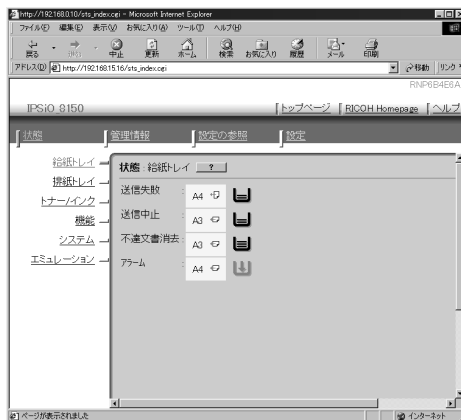 http://192.168.0.10/sts_index.cgi - Microsoft Internet Explorer
ファイル(F) 編集(E) 表示(V) お気に入り(A) ツール(T) ヘルプ(H)
戻る 進む 中止 更新 ホーム 検索 お気に入り 履歴 メール 印刷
アドレス(D) http://192.168.15.16/sts_index.cgi 移動 リンク
RNP6B4E6A
IPSiO 8150 トップページ RICOH Homepage ヘルプ
状態 管理情報 設定の参照 設定
給紙トレイ
排紙トレイ
トナー/インク
機能
システム
エミュレーション
状態 : 給紙トレイ ?
送信失敗 : A4
送信中止 : A3
不達文書消去 : A3
アラーム : A4
ページが表示されました インターネット